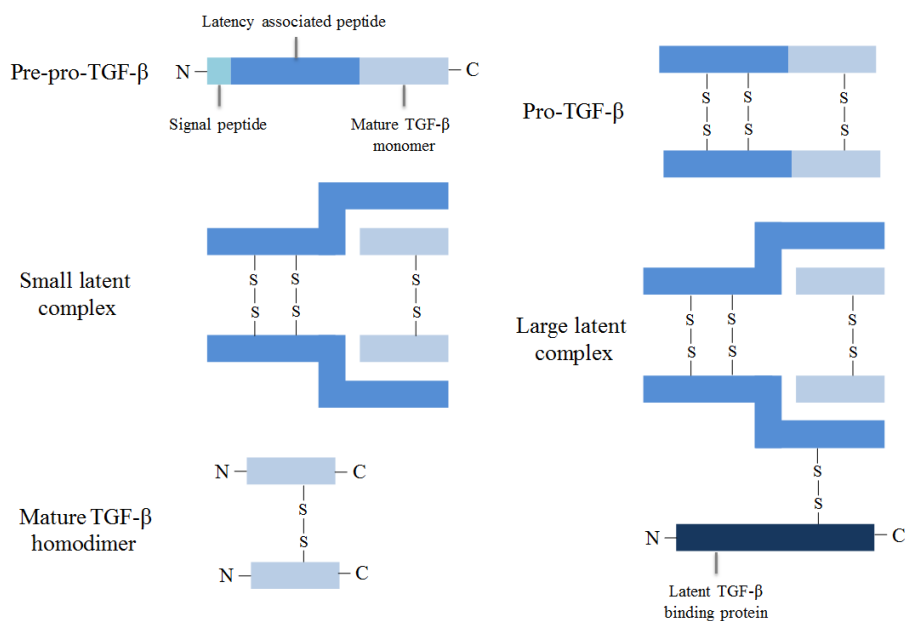 Latency associated peptide
Pre-pro-TGF-β
N
C
Signal peptide
Mature TGF-β
monomer
Pro-TGF-β
S
S
S
S
S
S
Small latent
complex
S
S
S
S
S
S
Large latent
complex
S
S
S
S
S
S
S
S
N
C
Latent TGF-β
binding protein
Mature TGF-β
homodimer
N
C
S
S
N
C